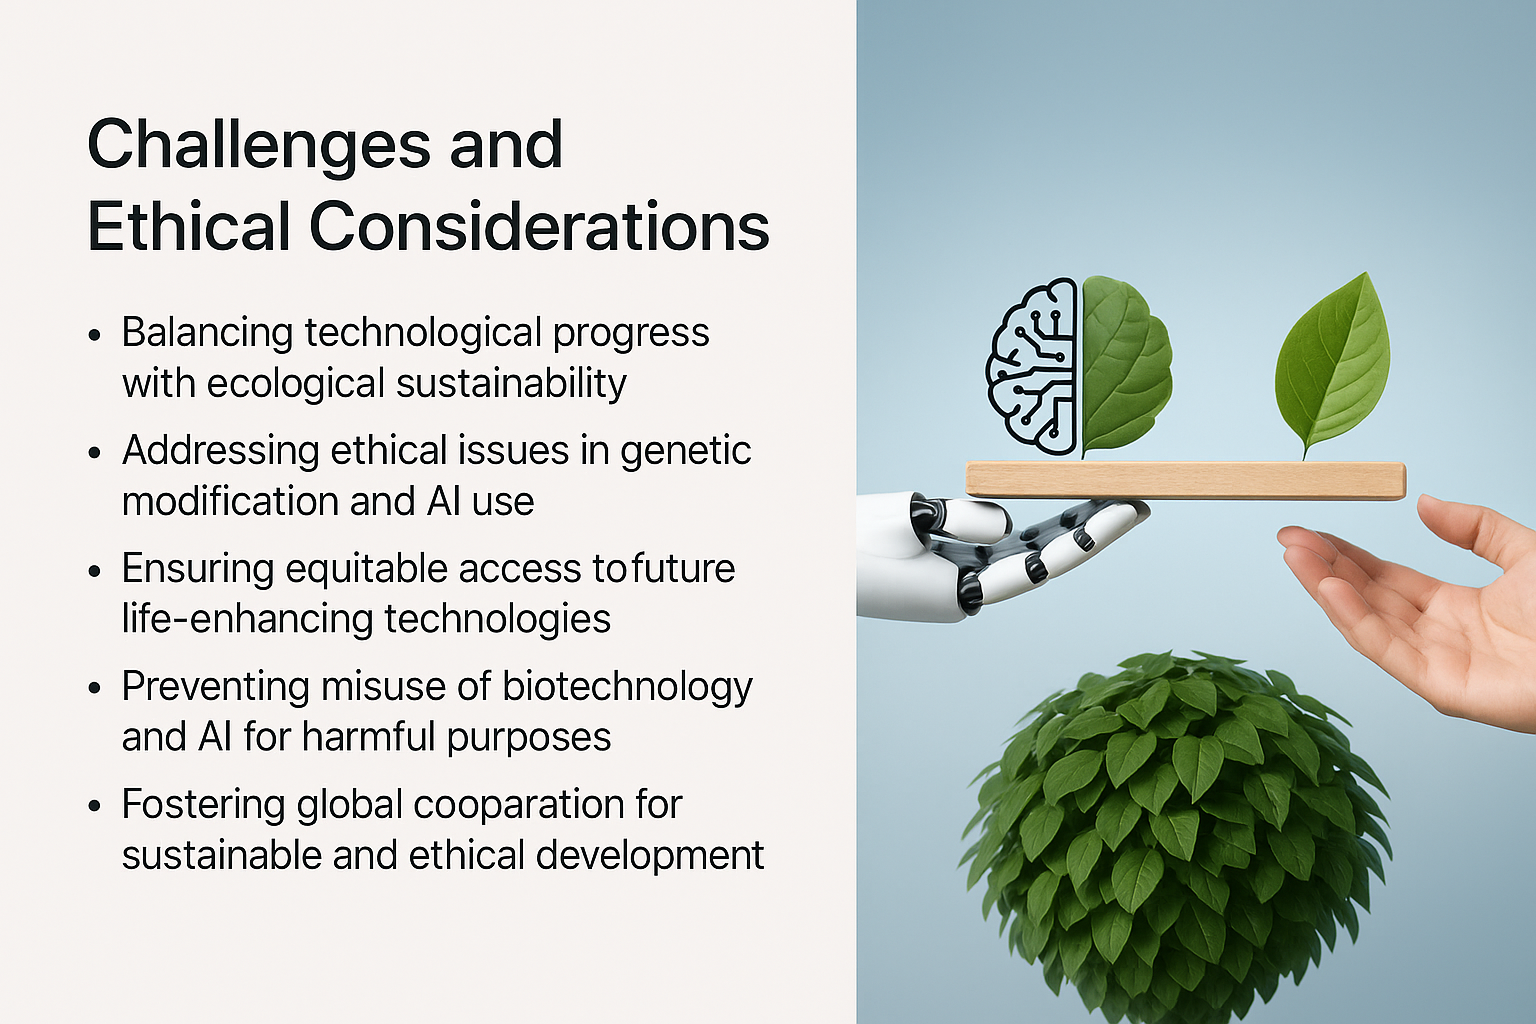 Challenges and
Ethical Considerations
• Balancing technological progress
with ecological sustainability
• Addressing ethical issues in genetic
modification and AI use
• Ensuring equitable access tofuture
life-enhancing technologies
• Preventing misuse of biotechnology
and AI for harmful purposes
• Fostering global cooparation for
sustainable and ethical development